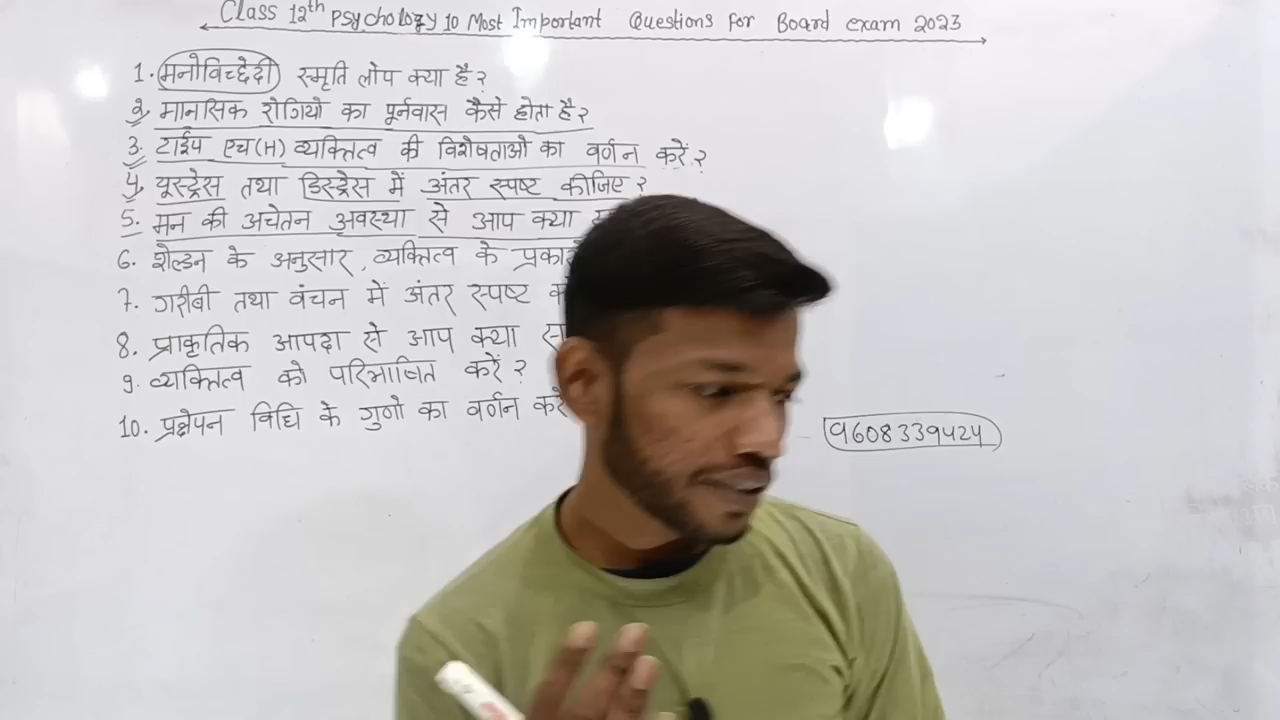 Class 12th Psychology 10 Most Important Questions for Board exam 2023
1. मनोविच्छेदी स्मृति लोप क्या है?
2. मानसिक रोगियो का पूर्नवास कैसे होता है?
3. टाईप एच(H) व्यक्तित्व की विशेषताओ का वर्णन करें?
4. यूस्ट्रेस तथा डिस्ट्रेस में अंतर स्पष्ट कीजिए?
5. मन की अचेतन अवस्था से आप क्या
6. शेल्डन के अनुसार, व्यक्तित्व के
7. गरीबी तथा वंचन में अंतर स्पष्ट
8. प्राकृतिक आपदा से आप क्या
9. व्यक्तित्व को परिभाषित करें?
10. प्रक्षेपन विधि के गुणो का वर्णन करें
9608339424